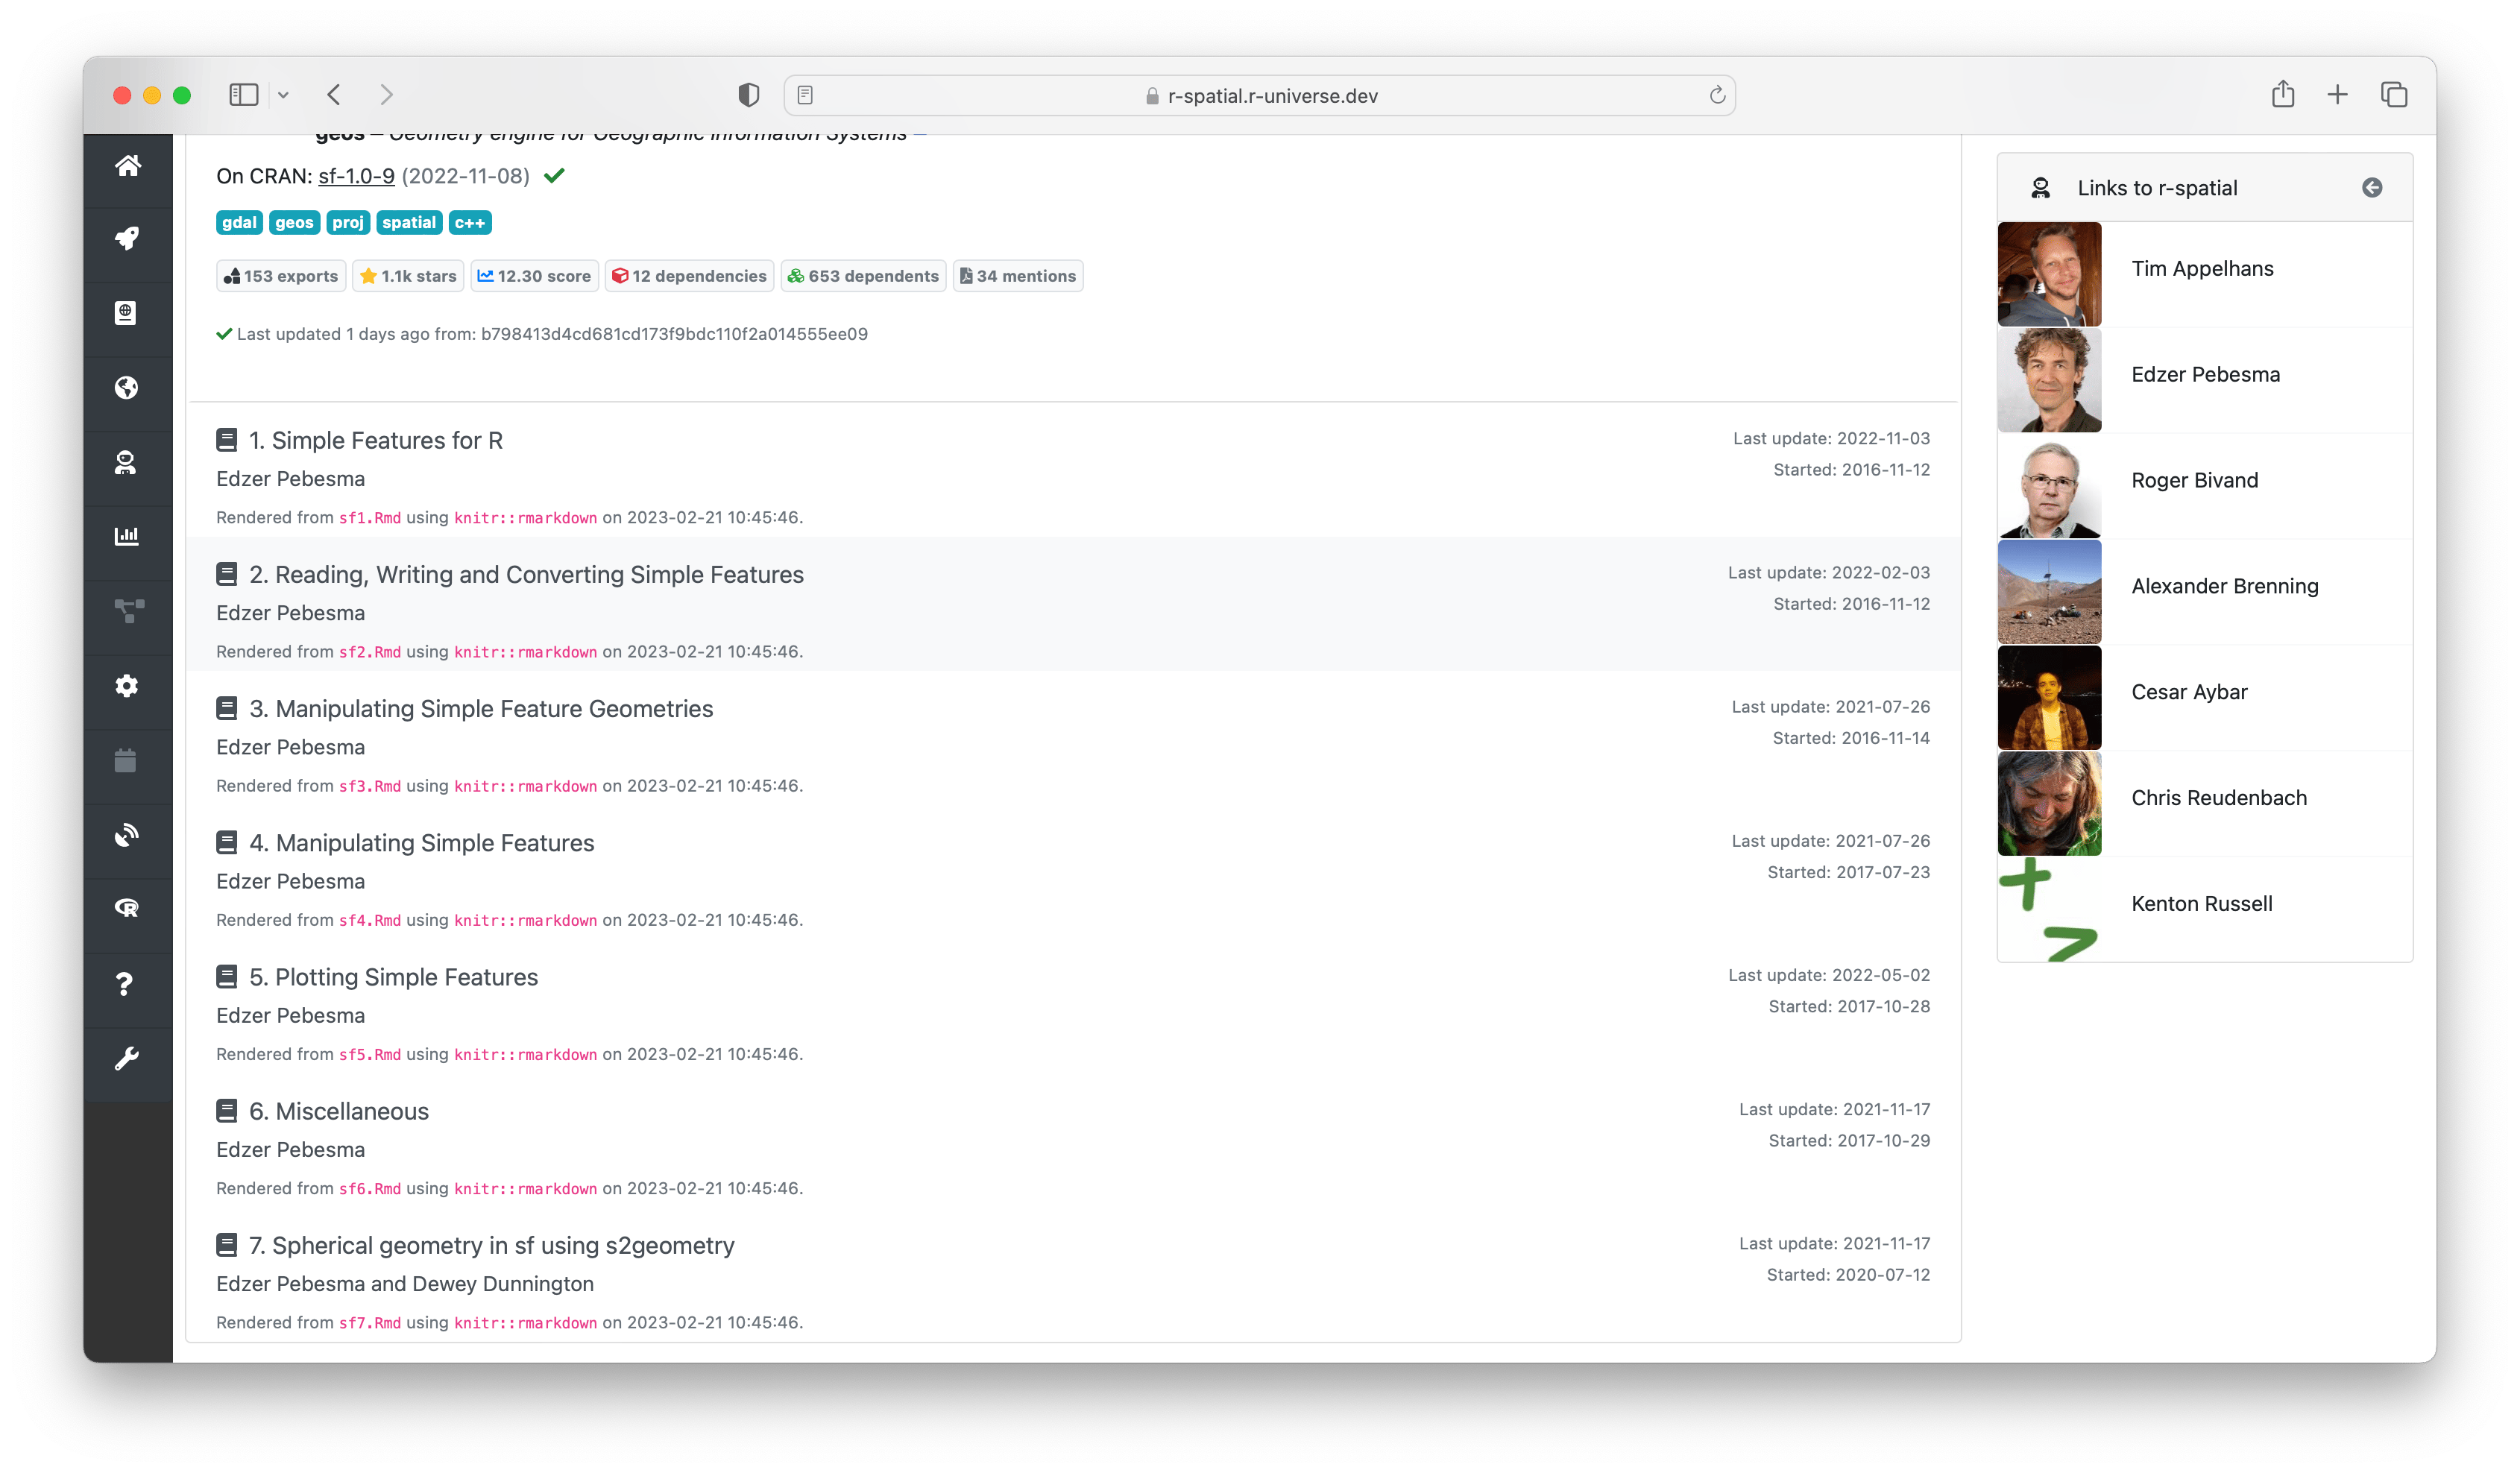 r-spatial.r-universe.dev
geos – Geometry engine for Geographic Information Systems –
On CRAN: sf-1.0-9 (2022-11-08)
gdal geos proj spatial c++
153 exports 1.1k stars 12.30 score 12 dependencies 653 dependents 34 mentions
Last updated 1 days ago from: b798413d4cd681cd173f9bdc110f2a014555ee09
1. Simple Features for R
Last update: 2022-11-03
Edzer Pebesma
Started: 2016-11-12
Rendered from sf1.Rmd using knitr::rmarkdown on 2023-02-21 10:45:46.
2. Reading, Writing and Converting Simple Features
Last update: 2022-02-03
Edzer Pebesma
Started: 2016-11-12
Rendered from sf2.Rmd using knitr::rmarkdown on 2023-02-21 10:45:46.
3. Manipulating Simple Feature Geometries
Last update: 2021-07-26
Edzer Pebesma
Started: 2016-11-14
Rendered from sf3.Rmd using knitr::rmarkdown on 2023-02-21 10:45:46.
4. Manipulating Simple Features
Last update: 2021-07-26
Edzer Pebesma
Started: 2017-07-23
Rendered from sf4.Rmd using knitr::rmarkdown on 2023-02-21 10:45:46.
5. Plotting Simple Features
Last update: 2022-05-02
Edzer Pebesma
Started: 2017-10-28
Rendered from sf5.Rmd using knitr::rmarkdown on 2023-02-21 10:45:46.
6. Miscellaneous
Last update: 2021-11-17
Edzer Pebesma
Started: 2017-10-29
Rendered from sf6.Rmd using knitr::rmarkdown on 2023-02-21 10:45:46.
7. Spherical geometry in sf using s2geometry
Last update: 2021-11-17
Edzer Pebesma and Dewey Dunnington
Started: 2020-07-12
Rendered from sf7.Rmd using knitr::rmarkdown on 2023-02-21 10:45:46.
Links to r-spatial
Tim Appelhans
Edzer Pebesma
Roger Bivand
Alexander Brenning
Cesar Aybar
Chris Reudenbach
Kenton Russell